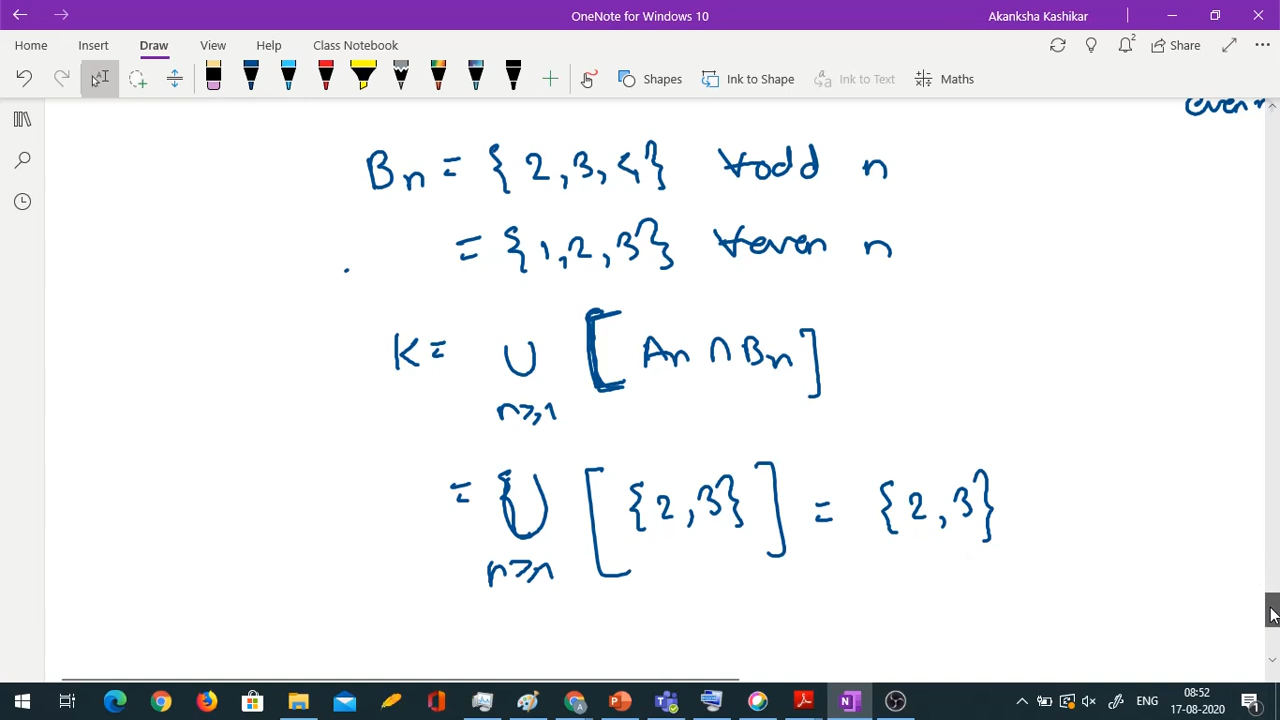 OneNote for Windows 10
Akanksha Kashikar
Home Insert Draw View Help Class Notebook
Share
Shapes Ink to Shape Ink to Text Maths
even n
Bn = {2,3,4} ∀ odd n
= {1,2,3} ∀ even n
K = ∪ [An ∩ Bn]
n≥1
= ∪ [{2,3}] = {2,3}
n≥n
ENG
08:52
17-08-2020
1